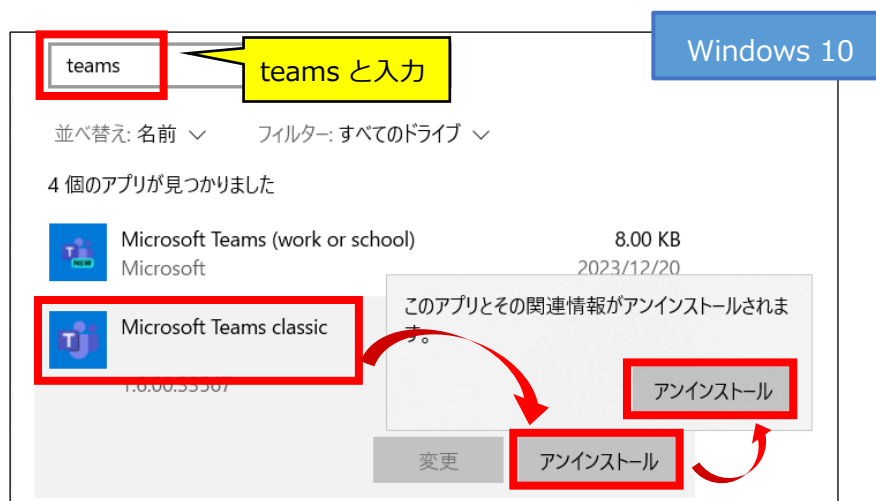 Windows 10
teams
teams と入力
並べ替え: 名前
フィルター: すべてのドライブ
4 個のアプリが見つかりました
Microsoft Teams (work or school)
8.00 KB
Microsoft
2023/12/20
NEW
Microsoft Teams classic
1.6.00.33567
このアプリとその関連情報がアンインストールされま
す。
アンインストール
変更
アンインストール